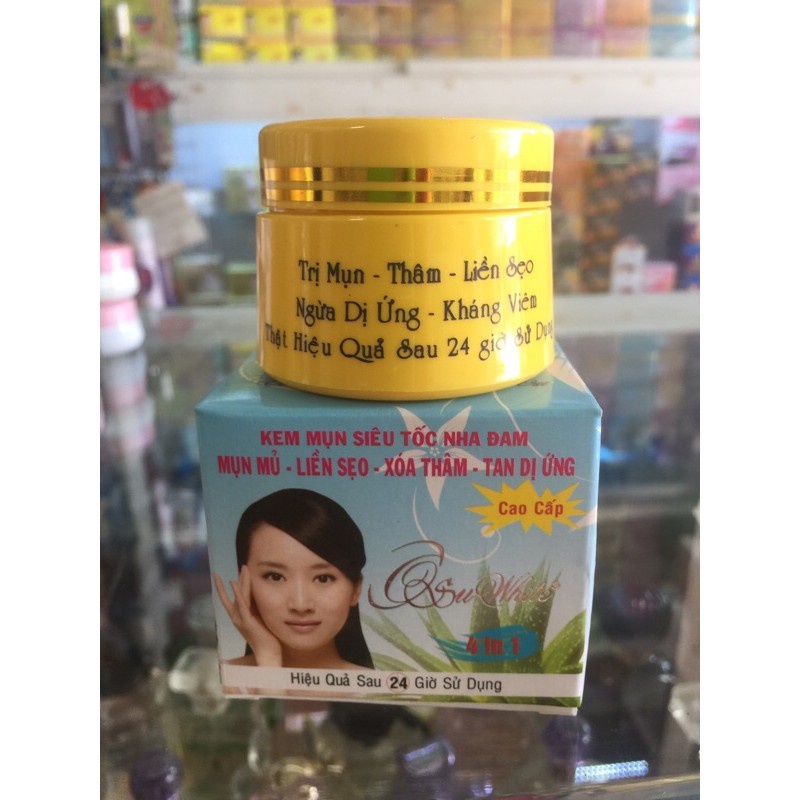 Trị Mụn - Thâm - Liền Sẹo
Ngừa Dị Ứng - Kháng Viêm
Thật Hiệu Quả Sau 24 giờ Sử Dụng
KEM MỤN SIÊU TỐC NHA ĐAM
MỤN MỦ - LIỀN SẸO - XÓA THÂM - TAN DỊ ỨNG
Cao Cấp
Su White
4 in 1
Hiệu Quả Sau 24 Giờ Sử Dụng